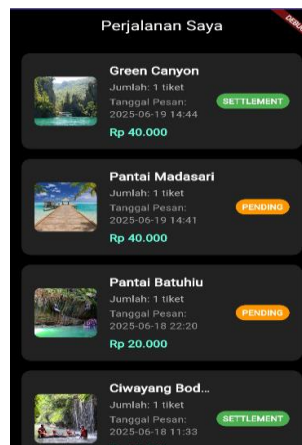 Perjalanan Saya
DEBUG
Green Canyon
Jumlah: 1 tiket
Tanggal Pesan:
2025-06-19 14:44
SETTLEMENT
Rp 40.000
Pantai Madasari
Jumlah: 1 tiket
Tanggal Pesan:
2025-06-19 14:41
PENDING
Rp 40.000
Pantai Batuhiu
Jumlah: 1 tiket
Tanggal Pesan:
2025-06-18 22:20
PENDING
Rp 20.000
Ciwayang Bod...
Jumlah: 1 tiket
Tanggal Pesan:
2025-06-18 11:33
SETTLEMENT